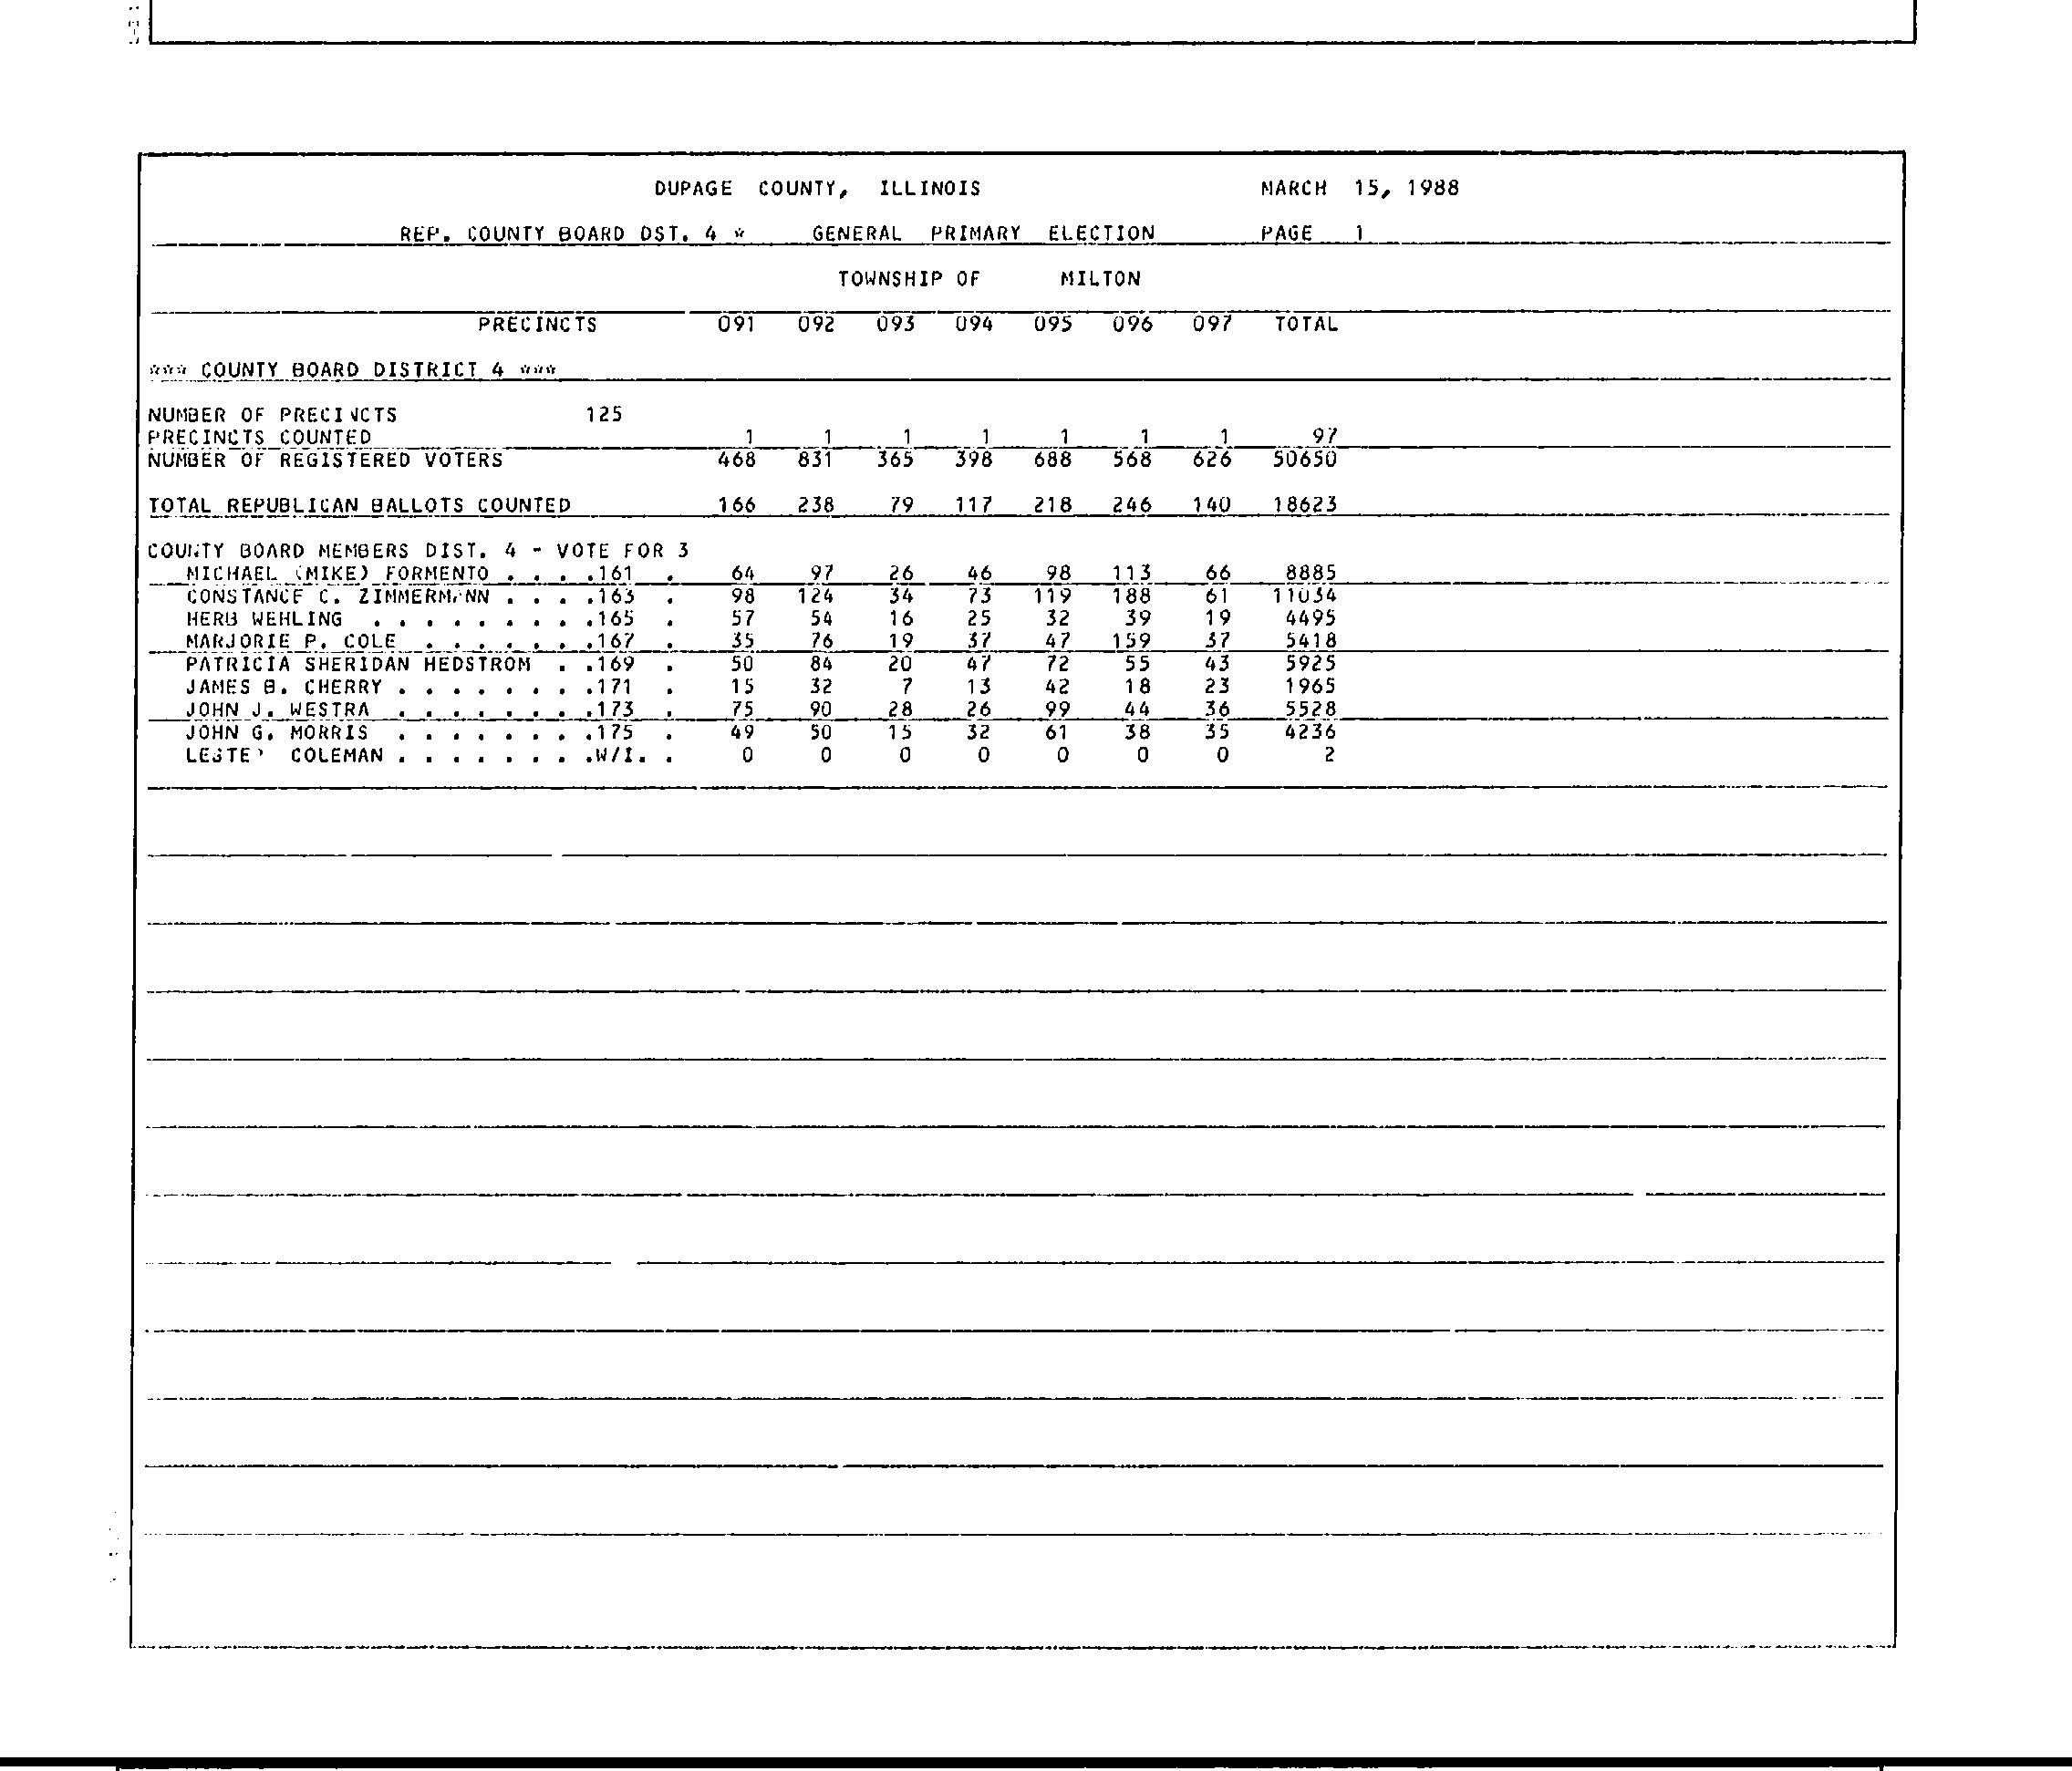 DUPAGE COUNTY, ILLINOIS MARCH 15, 1988
REP. COUNTY BOARD DST. 4 * GENERAL PRIMARY ELECTION PAGE 1
TOWNSHIP OF MILTON
PRECINCTS 091 092 093 094 095 096 097 TOTAL
*** COUNTY BOARD DISTRICT 4 ***
NUMBER OF PRECINCTS 125
PRECINCTS COUNTED 1 1 1 1 1 1 1 97
NUMBER OF REGISTERED VOTERS 468 831 365 398 688 568 626 50650
TOTAL REPUBLICAN BALLOTS COUNTED 166 238 79 117 218 246 140 18623
COUNTY BOARD MEMBERS DIST. 4 - VOTE FOR 3
MICHAEL (MIKE) FORMENTO . . . .161 . 64 97 26 46 98 113 66 8885
CONSTANCE C. ZIMMERMANN . . . .163 . 98 124 34 73 119 188 61 11034
HERB WEHLING . . . . . . . . .165 . 57 54 16 25 32 39 19 4495
MARJORIE P. COLE . . . . . . .167 . 35 76 19 37 47 159 37 5418
PATRICIA SHERIDAN HEDSTROM . .169 . 50 84 20 47 72 55 43 5925
JAMES B. CHERRY . . . . . . . .171 . 15 32 7 13 42 18 23 1965
JOHN J. WESTRA . . . . . . . .173 . 75 90 28 26 99 44 36 5528
JOHN G. MORRIS . . . . . . . .175 . 49 50 15 32 61 38 35 4236
LESTER COLEMAN . . . . . . . .W/I. . 0 0 0 0 0 0 0 2